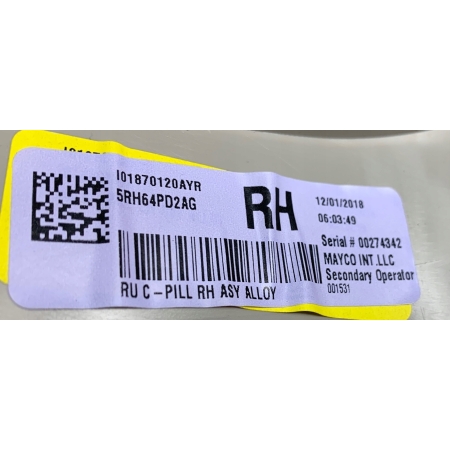 I01870120AYR
5RH64PD2AG
RH
12/01/2018
06:03:49
Serial # 00274342
MAYCO INT.LLC
Secondary Operator
001531
RU C-PILL RH ASY ALLOY